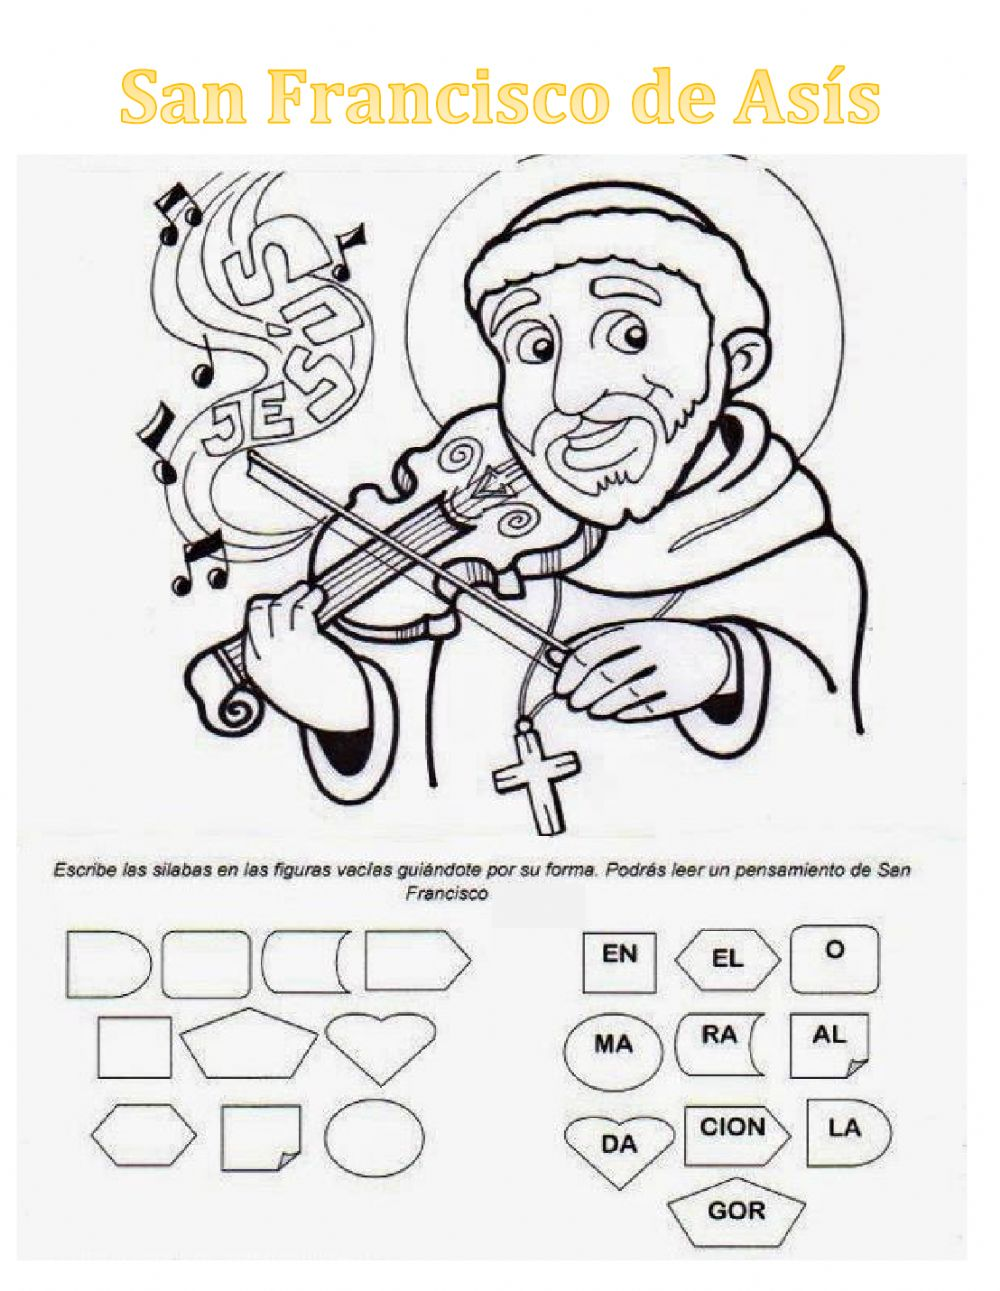 San Francisco de Asís
JESÚS
Escribe las sílabas en las figuras vacías guiándote por su forma. Podrás leer un pensamiento de San
Francisco
EN EL O
MA RA AL
DA CION LA
GOR